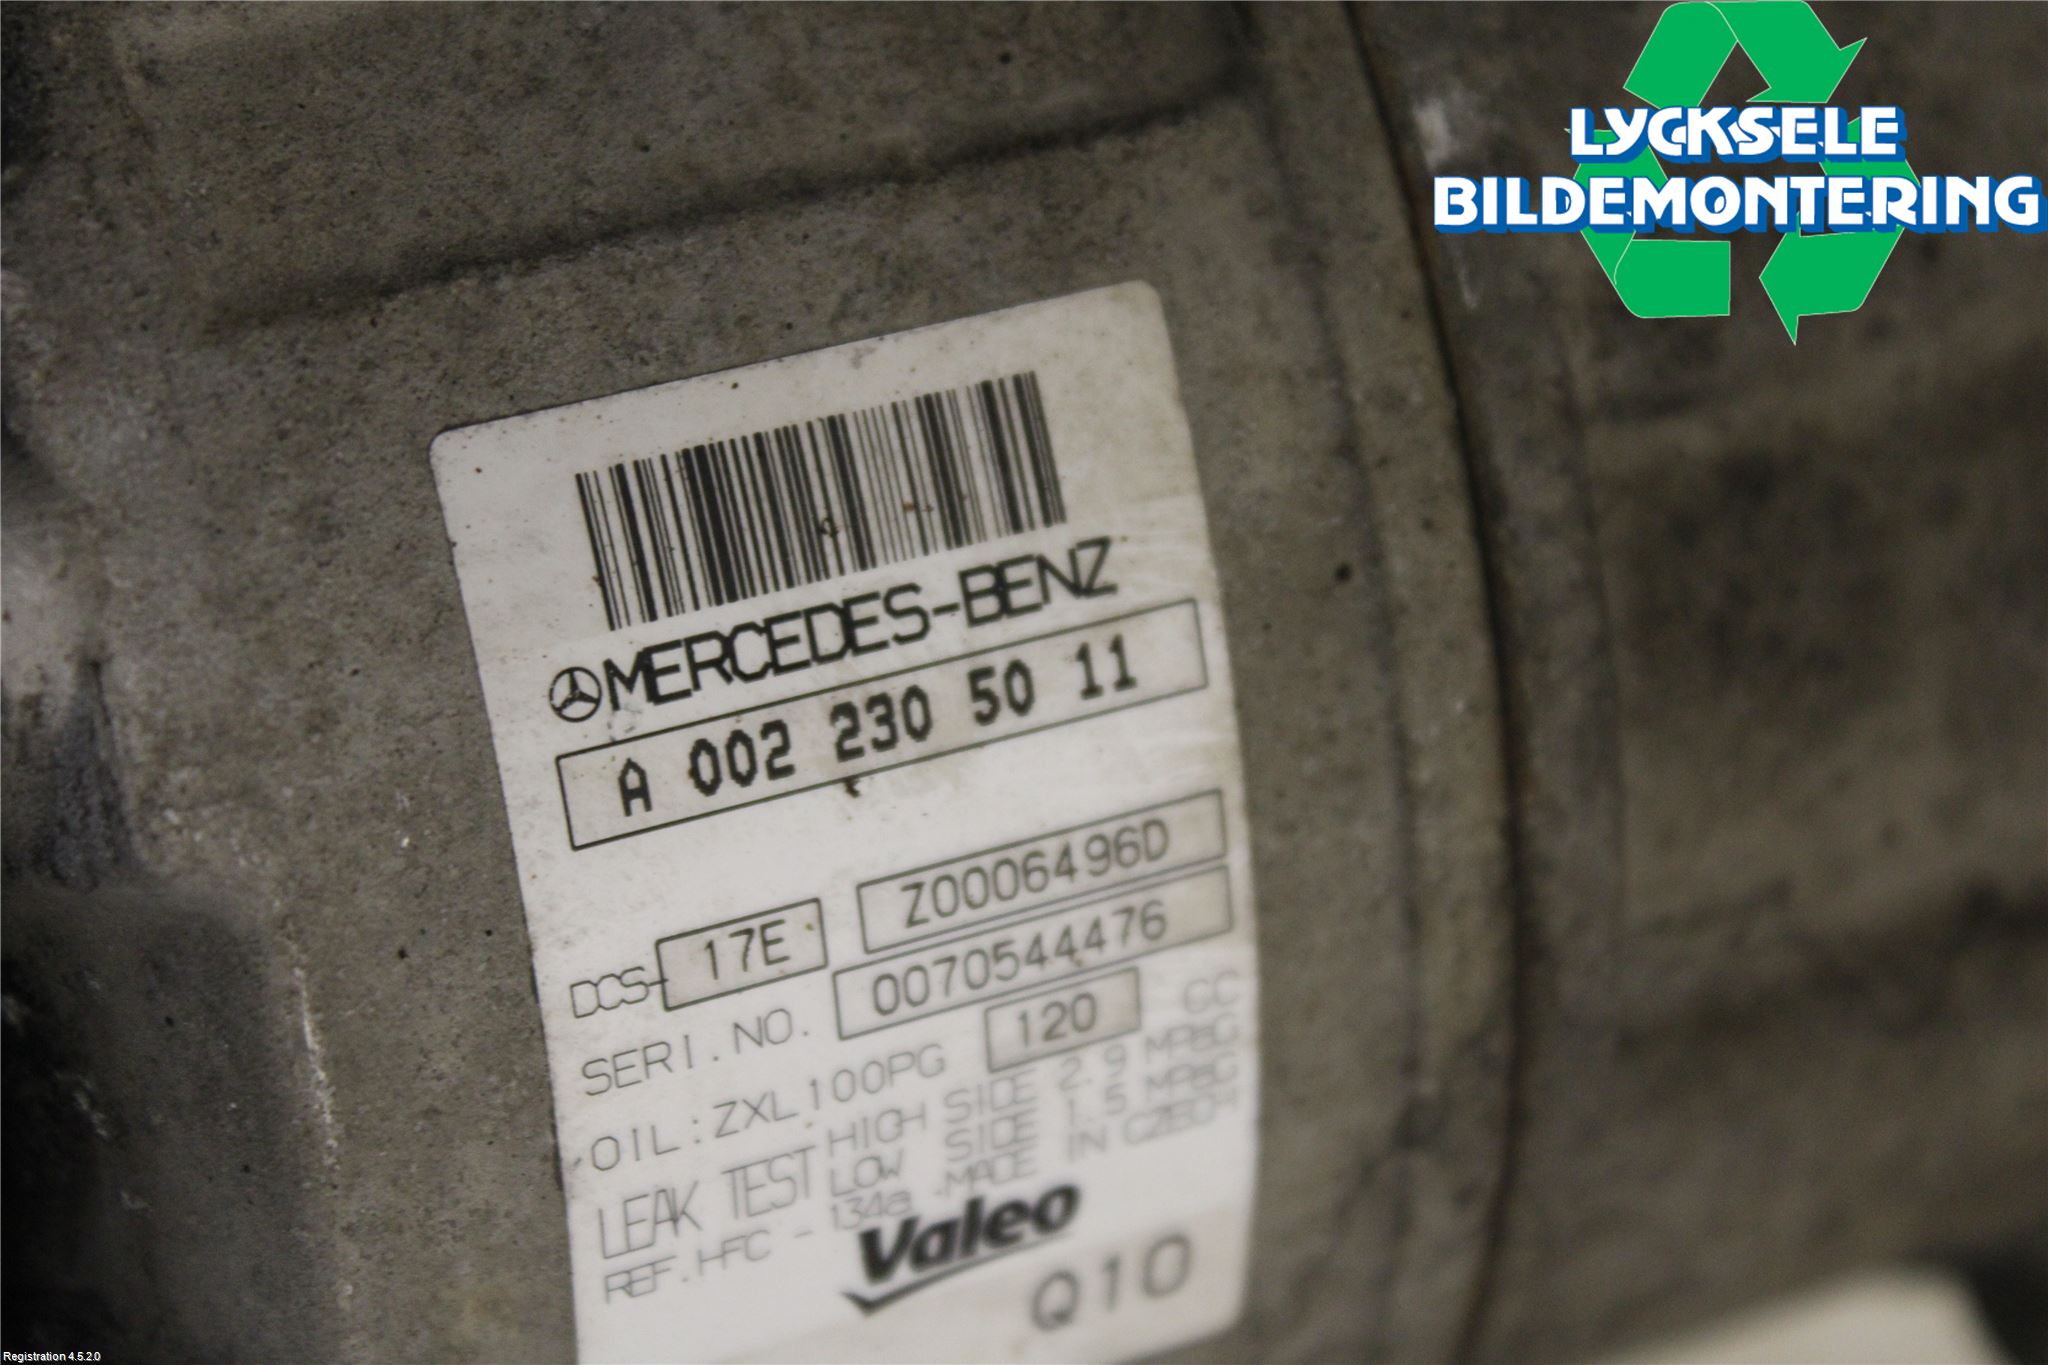 LYCKSELE
BILDEMONTERING
MERCEDES-BENZ
A 002 230 50 11
DCS- 17E Z0006496D
SERI.NO. 0070544476
OIL:ZXL100PG 120 CC
LEAK TEST HIGH SIDE 2.9 MPaG
LOW SIDE 1.5 MPaG
REF.HFC-134a .MADE IN CZECH
Valeo
Q10
Registration 4.5.2.0